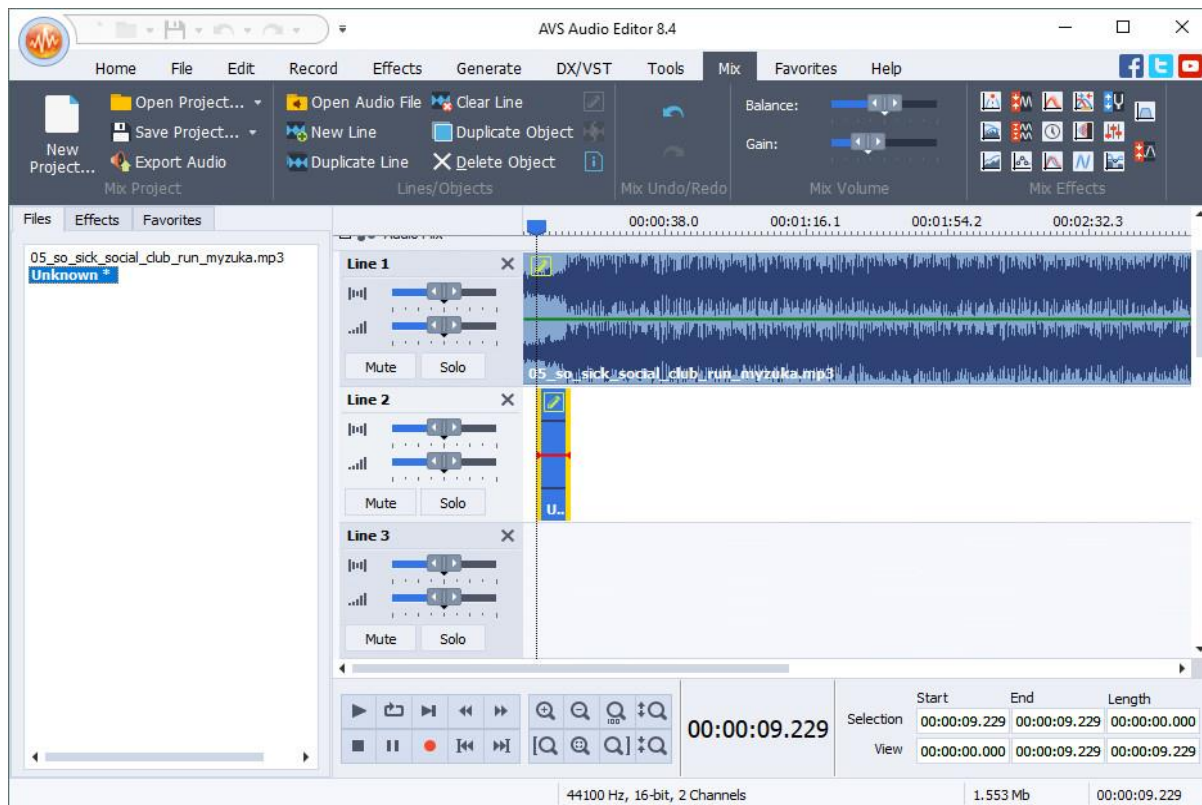 AVS Audio Editor 8.4
Home File Edit Record Effects Generate DX/VST Tools Mix Favorites Help
New Project...
Open Project...
Save Project...
Export Audio
Mix Project
Open Audio File
New Line
Duplicate Line
Clear Line
Duplicate Object
Delete Object
Lines/Objects
Mix Undo/Redo
Balance:
Gain:
Mix Volume
Mix Effects
Files Effects Favorites
05_so_sick_social_club_run_myzuka.mp3
Unknown *
00:00:38.0 00:01:16.1 00:01:54.2 00:02:32.3
Audio Mix
Line 1
Mute Solo
05_so_sick_social_club_run_myzuka.mp3
Line 2
Mute Solo
U..
Line 3
Mute Solo
100
00:00:09.229
Start End Length
Selection 00:00:09.229 00:00:09.229 00:00:00.000
View 00:00:00.000 00:00:09.229 00:00:09.229
44100 Hz, 16-bit, 2 Channels 1.553 Mb 00:00:09.229